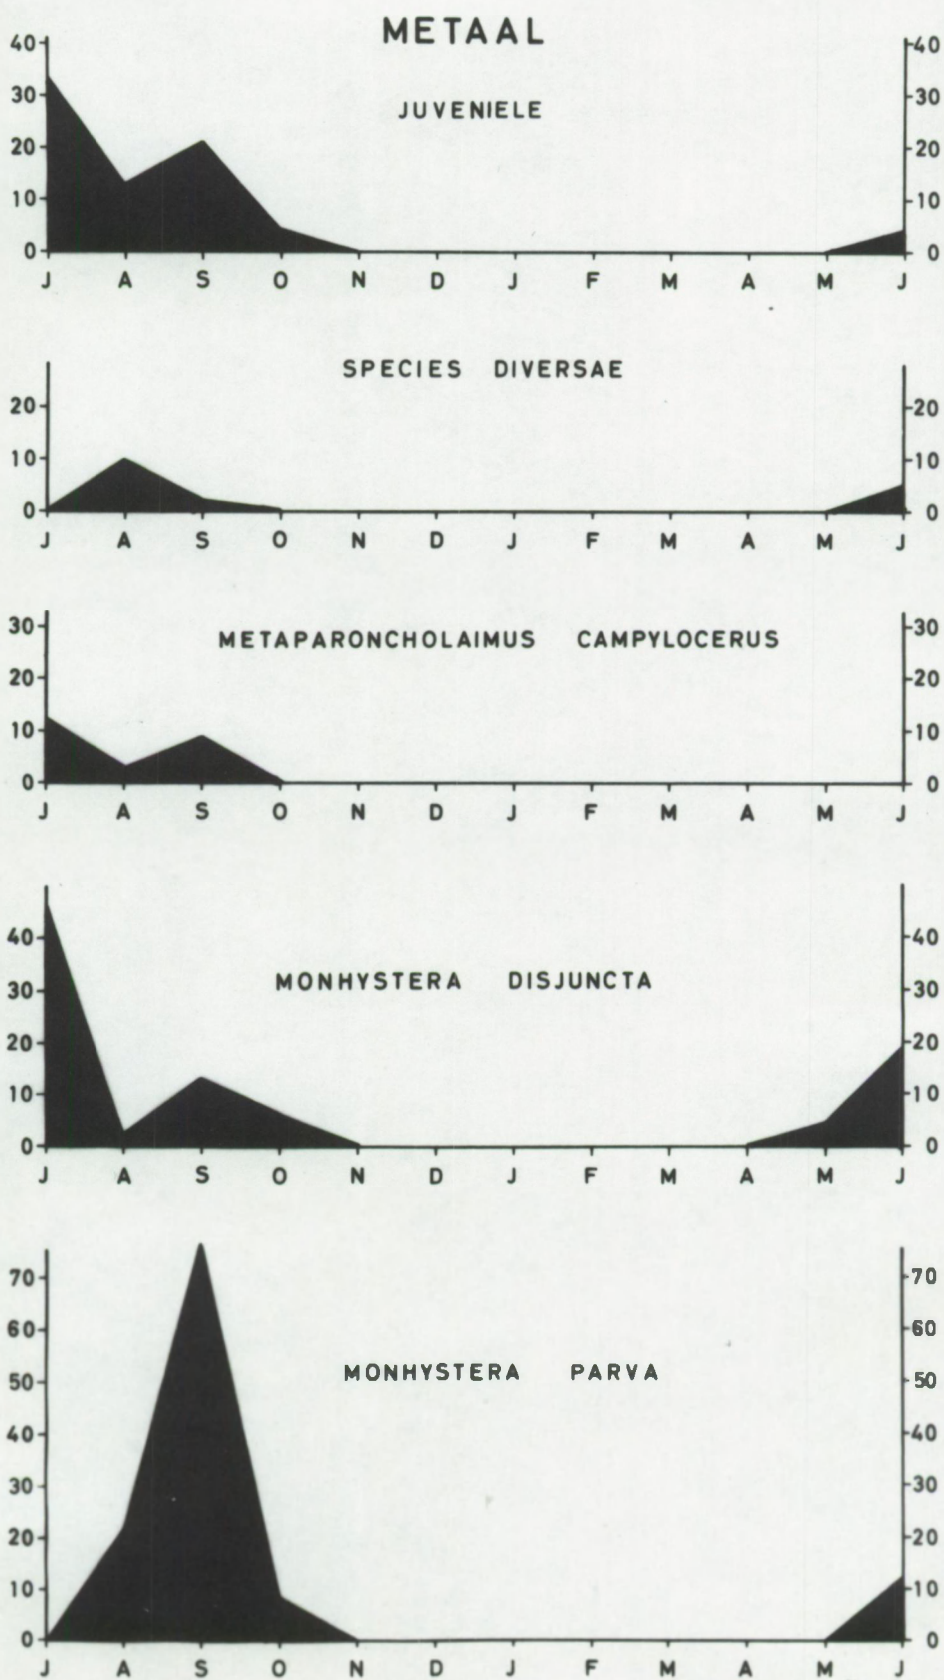 METAAL
JUVENIELE
40 40
30 30
20 20
10 10
0 0
J A S O N D J F M A M J
SPECIES DIVERSAE
20 20
10 10
0 0
J A S O N D J F M A M J
METAPARONCHOLAIMUS CAMPYLOCERUS
30 30
20 20
10 10
0 0
J A S O N D J F M A M J
MONHYSTERA DISJUNCTA
40 40
30 30
20 20
10 10
0 0
J A S O N D J F M A M J
MONHYSTERA PARVA
70 70
60 60
50 50
40 40
30 30
20 20
10 10
0 0
J A S O N D J F M A M J